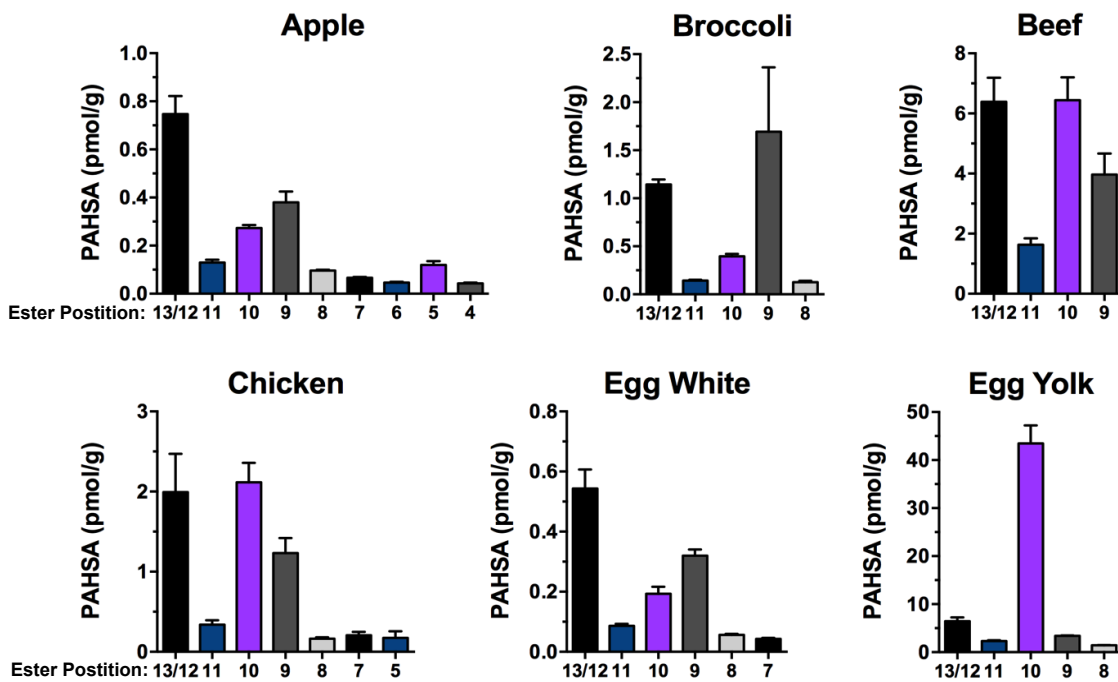 Apple
PAHSA (pmol/g)
1.0
0.8
0.6
0.4
0.2
0.0
Ester Postition: 13/12 11 10 9 8 7 6 5 4
Broccoli
PAHSA (pmol/g)
2.5
2.0
1.5
1.0
0.5
0.0
13/12 11 10 9 8
Beef
PAHSA (pmol/g)
8
6
4
2
0
13/12 11 10 9
Chicken
PAHSA (pmol/g)
3
2
1
0
Ester Postition: 13/12 11 10 9 8 7 5
Egg White
PAHSA (pmol/g)
0.8
0.6
0.4
0.2
0.0
13/12 11 10 9 8 7
Egg Yolk
PAHSA (pmol/g)
50
40
30
20
10
0
13/12 11 10 9 8